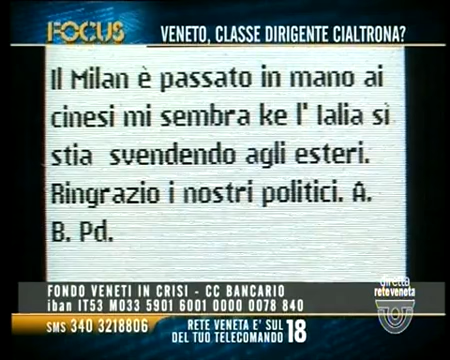 FOCUS
VENETO, CLASSE DIRIGENTE CIALTRONA?
Il Milan è passato in mano ai
cinesi mi sembra ke l' Ialia si
stia svendendo agli esteri.
Ringrazio i nostri politici. A.
B. Pd.
FONDO VENETI IN CRISI - CC BANCARIO
iban IT53 M033 5901 6001 0000 0078 840
diretta
reteveneta
SMS 340 3218806
RETE VENETA E' SUL
DEL TUO TELECOMANDO 18